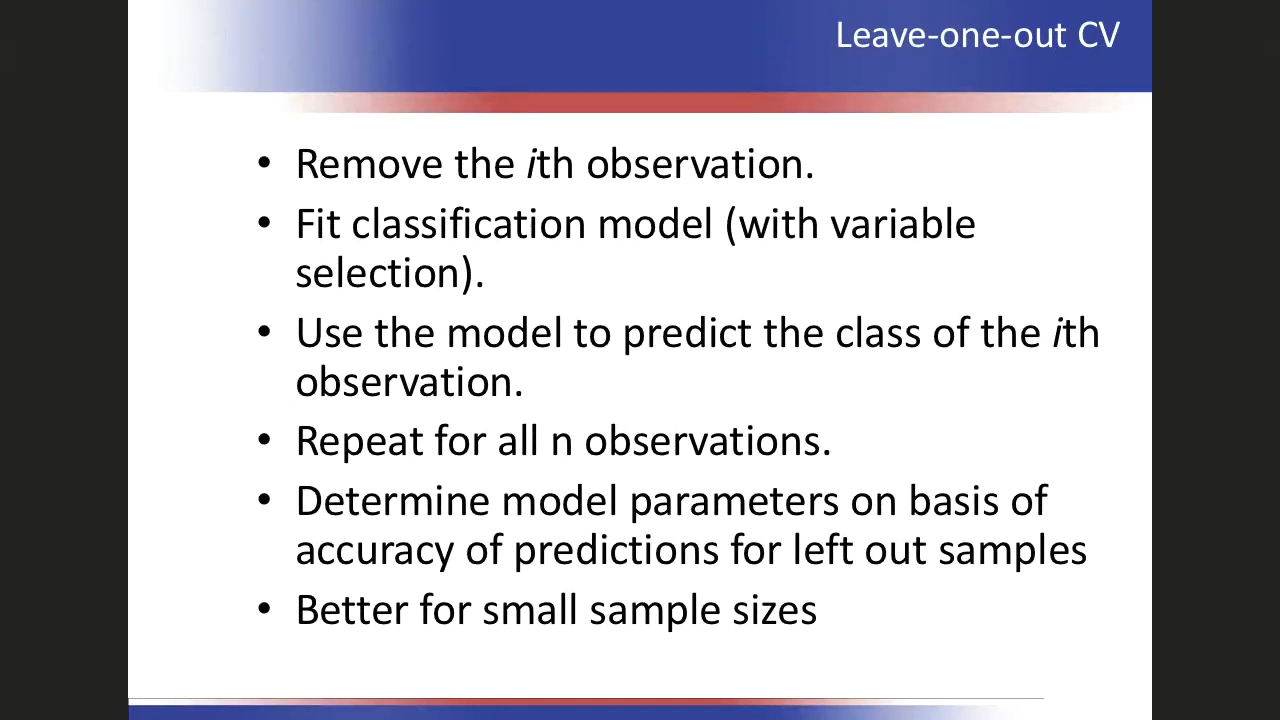 Leave-one-out CV
• Remove the ith observation.
• Fit classification model (with variable
selection).
• Use the model to predict the class of the ith
observation.
• Repeat for all n observations.
• Determine model parameters on basis of
accuracy of predictions for left out samples
• Better for small sample sizes